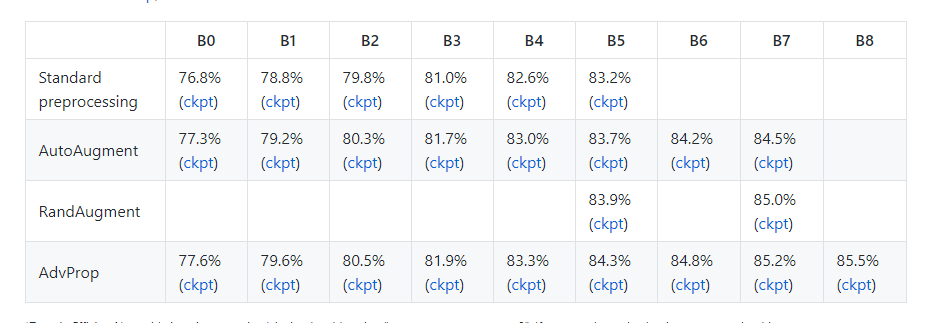 B0 B1 B2 B3 B4 B5 B6 B7 B8
Standard 76.8% 78.8% 79.8% 81.0% 82.6% 83.2%
preprocessing (ckpt) (ckpt) (ckpt) (ckpt) (ckpt) (ckpt)
AutoAugment 77.3% 79.2% 80.3% 81.7% 83.0% 83.7% 84.2% 84.5%
(ckpt) (ckpt) (ckpt) (ckpt) (ckpt) (ckpt) (ckpt) (ckpt)
RandAugment 83.9% 85.0%
(ckpt) (ckpt)
AdvProp 77.6% 79.6% 80.5% 81.9% 83.3% 84.3% 84.8% 85.2% 85.5%
(ckpt) (ckpt) (ckpt) (ckpt) (ckpt) (ckpt) (ckpt) (ckpt) (ckpt)